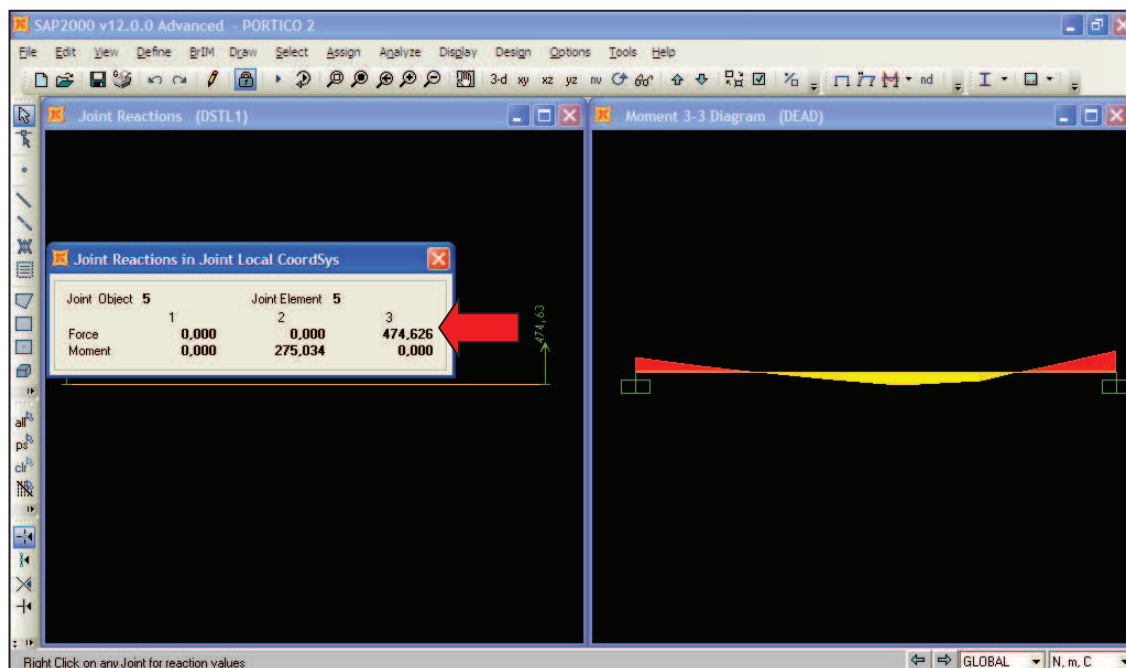 SAP2000 v12.0.0 Advanced - PORTICO 2
File Edit View Define BrIM Draw Select Assign Analyze Display Design Options Tools Help
3-d xy xz yz nv nd
Joint Reactions (DSTL1)
Moment 3-3 Diagram (DEAD)
Joint Reactions in Joint Local CoordSys
Joint Object 5 Joint Element 5
1 2 3
Force 0,000 0,000 474,626
Moment 0,000 275,034 0,000
474,63
all
ps
clr
Right Click on any Joint for reaction values
GLOBAL N, m, C